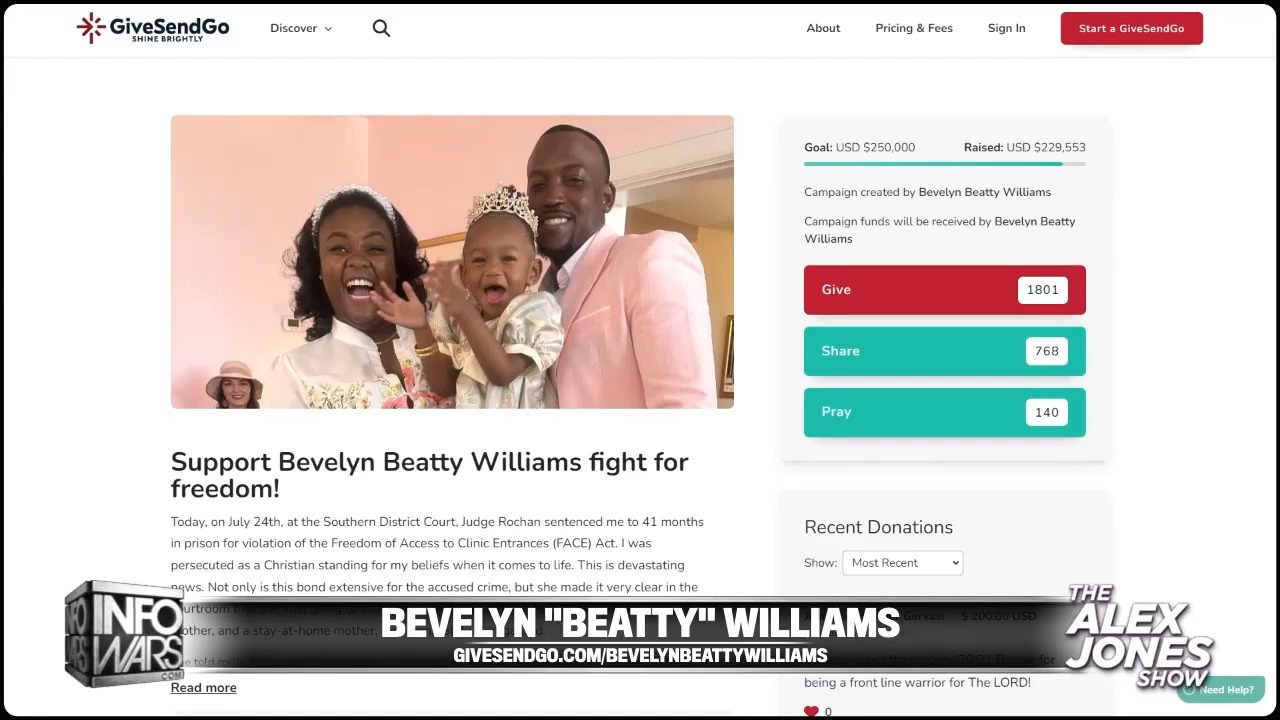 GiveSendGo
SHINE BRIGHTLY
Discover
About
Pricing & Fees
Sign In
Start a GiveSendGo
Goal: USD $250,000
Raised: USD $229,553
Campaign created by Bevelyn Beatty Williams
Campaign funds will be received by Bevelyn Beatty
Williams
Give 1801
Share 768
Pray 140
Support Bevelyn Beatty Williams fight for
freedom!
Today, on July 24th, at the Southern District Court, Judge Rochan sentenced me to 41 months
in prison for violation of the Freedom of Access to Clinic Entrances (FACE) Act. I was
persecuted as a Christian standing for my beliefs when it comes to life. This is devastating
news. Not only is this bond extensive for the accused crime, but she made it very clear in the
mother, and a stay-at-home mother,
Read more
Recent Donations
Show: Most Recent
$ 200.00 USD
being a front line warrior for The LORD!
0
Need Help?
INFO
WARS
.COM
BEVELYN "BEATTY" WILLIAMS
GIVESENDGO.COM/BEVELYNBEATTYWILLIAMS
THE
ALEX
JONES
SHOW